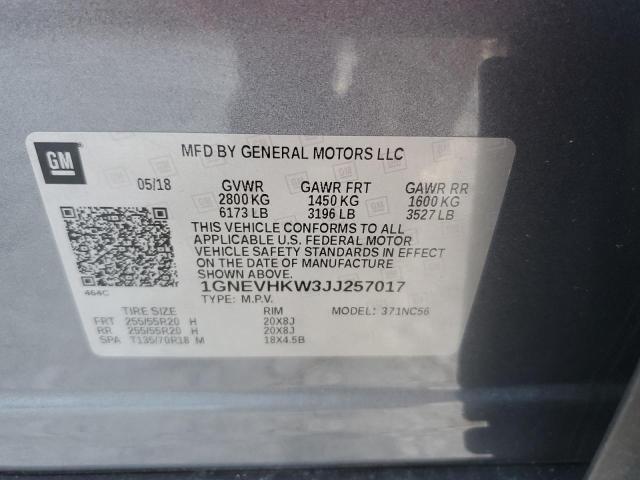 GM
MFD BY GENERAL MOTORS LLC
05/18 GVWR GAWR FRT GAWR RR
2800 KG 1450 KG 1600 KG
6173 LB 3196 LB 3527 LB
THIS VEHICLE CONFORMS TO ALL
APPLICABLE U.S. FEDERAL MOTOR
VEHICLE SAFETY STANDARDS IN EFFECT
ON THE DATE OF MANUFACTURE
SHOWN ABOVE.
464C 1GNEVHKW3JJ257017
TYPE: M.P.V. MODEL: 371NC56
TIRE SIZE RIM
FRT 255/55R20 H 20X8J
RR 255/55R20 H 20X8J
SPA T135/70R18 M 18X4.5B